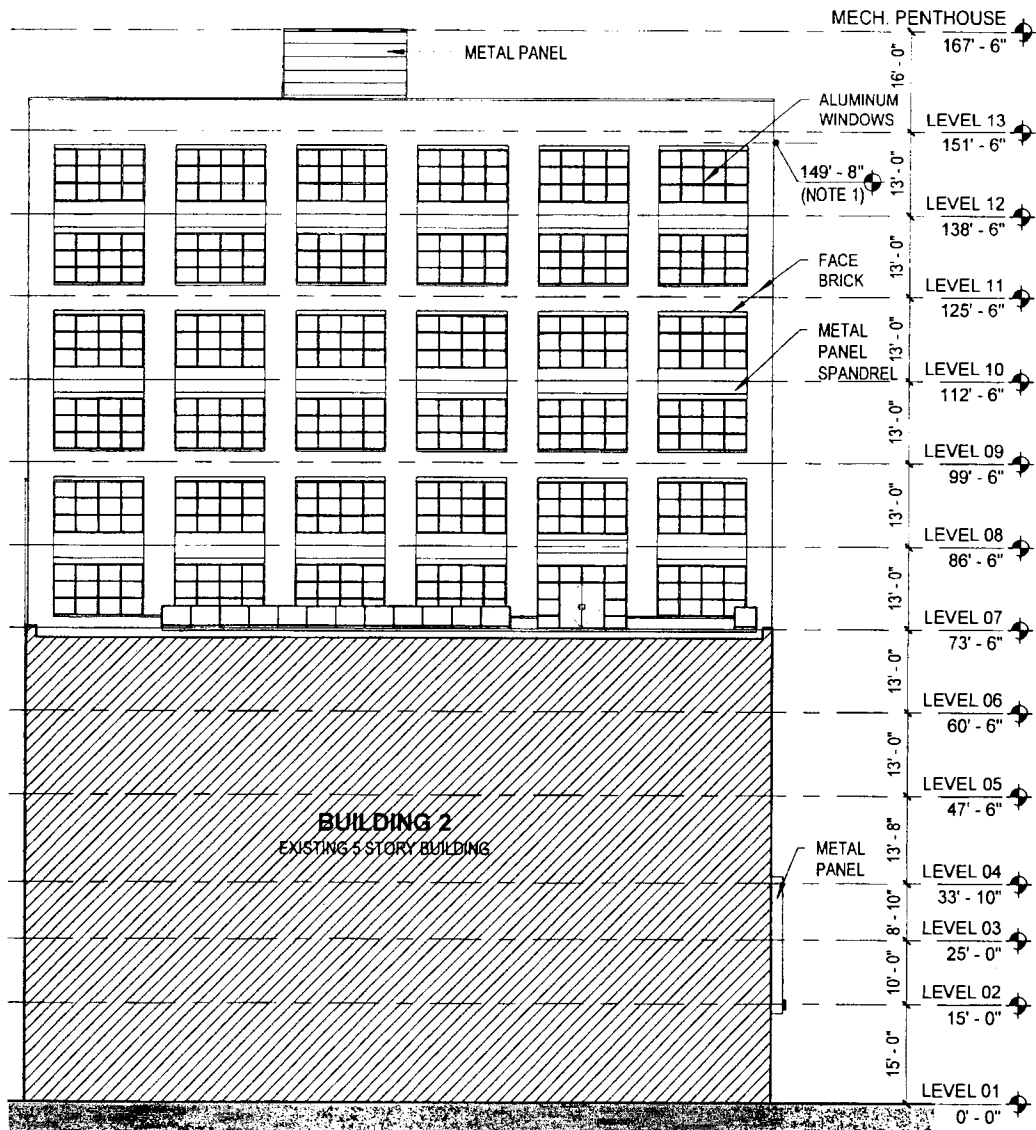 MECH. PENTHOUSE
167' - 6"
METAL PANEL
16' - 0"
ALUMINUM
WINDOWS
LEVEL 13
151' - 6"
149' - 8"
(NOTE 1)
13' - 0"
LEVEL 12
138' - 6"
FACE
BRICK
13' - 0"
LEVEL 11
125' - 6"
METAL
PANEL
SPANDREL
13' - 0"
LEVEL 10
112' - 6"
13' - 0"
LEVEL 09
99' - 6"
13' - 0"
LEVEL 08
86' - 6"
13' - 0"
LEVEL 07
73' - 6"
13' - 0"
LEVEL 06
60' - 6"
13' - 0"
LEVEL 05
47' - 6"
BUILDING 2
EXISTING 5 STORY BUILDING
13' - 8"
METAL
PANEL
LEVEL 04
33' - 10"
8' - 10"
LEVEL 03
25' - 0"
10' - 0"
LEVEL 02
15' - 0"
15' - 0"
LEVEL 01
0' - 0"